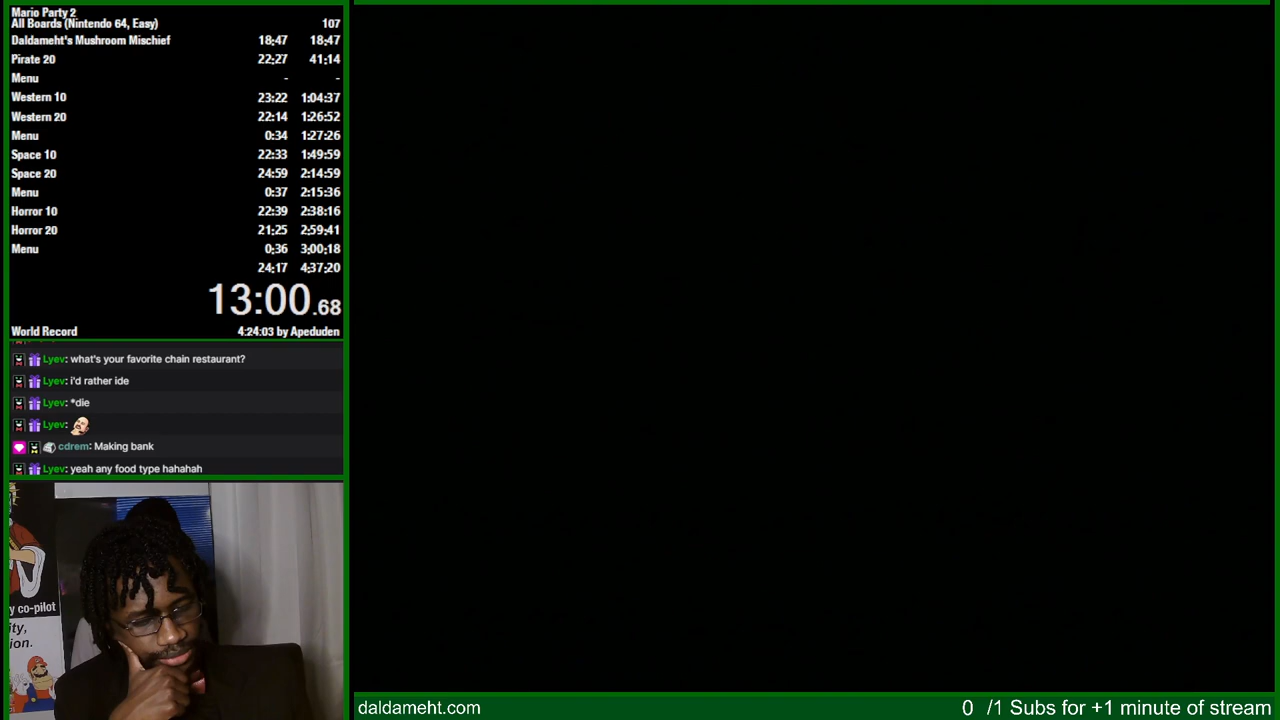 Mario Party 2
All Boards (Nintendo 64, Easy) 107
Daldameht's Mushroom Mischief 18:47 18:47
Pirate 20 22:27 41:14
Menu - -
Western 10 23:22 1:04:37
Western 20 22:14 1:26:52
Menu 0:34 1:27:26
Space 10 22:33 1:49:59
Space 20 24:59 2:14:59
Menu 0:37 2:15:36
Horror 10 22:39 2:38:16
Horror 20 21:25 2:59:41
Menu 0:36 3:00:18
24:17 4:37:20
13:00.68
World Record 4:24:03 by Apeduden
Lyev: what's your favorite chain restaurant?
Lyev: i'd rather ide
Lyev: *die
Lyev:
cdrem: Making bank
Lyev: yeah any food type hahahah
y co-pilot
ity,
ion.
daldameht.com
0 /1 Subs for +1 minute of stream